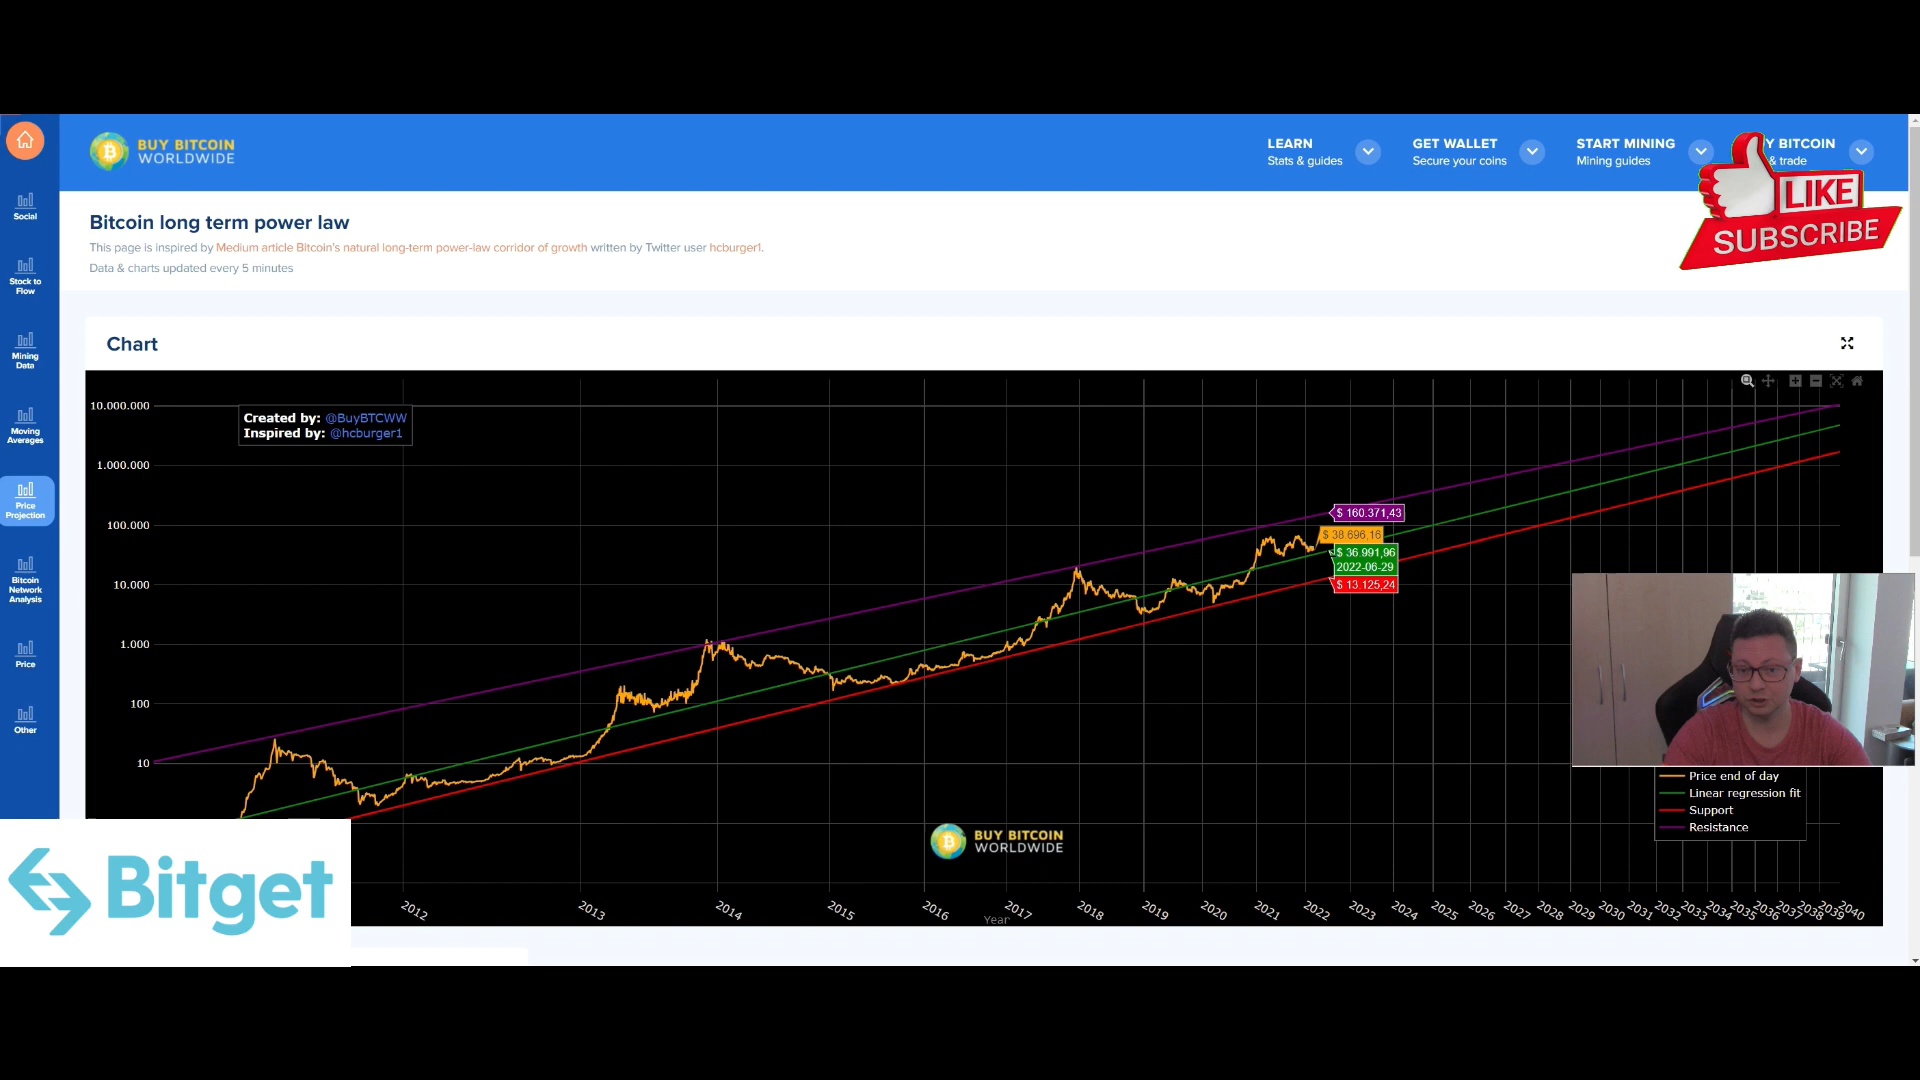 BUY BITCOIN
WORLDWIDE
LEARN
Stats & guides
GET WALLET
Secure your coins
START MINING
Mining guides
Y BITCOIN
& trade
LIKE
SUBSCRIBE
Social
Stock to
Flow
Mining
Data
Moving
Averages
Price
Projection
Bitcoin
Network
Analysis
Price
Other
Bitcoin long term power law
This page is inspired by Medium article Bitcoin's natural long-term power-law corridor of growth written by Twitter user hcburger1.
Data & charts updated every 5 minutes
Chart
Created by: @BuyBTCWW
Inspired by: @hcburger1
10.000.000
1.000.000
100.000
10.000
1.000
100
10
$ 160.371,43
$ 38.696,16
$ 36.991,96
2022-06-29
$ 13.125,24
Price end of day
Linear regression fit
Support
Resistance
BUY BITCOIN
WORLDWIDE
2012 2013 2014 2015 2016 2017 2018 2019 2020 2021 2022 2023 2024 2025 2026 2027 2028 2029 2030 2031 2032 2033 2034 2035 2036 2037 2038 2039 2040
Year
Bitget